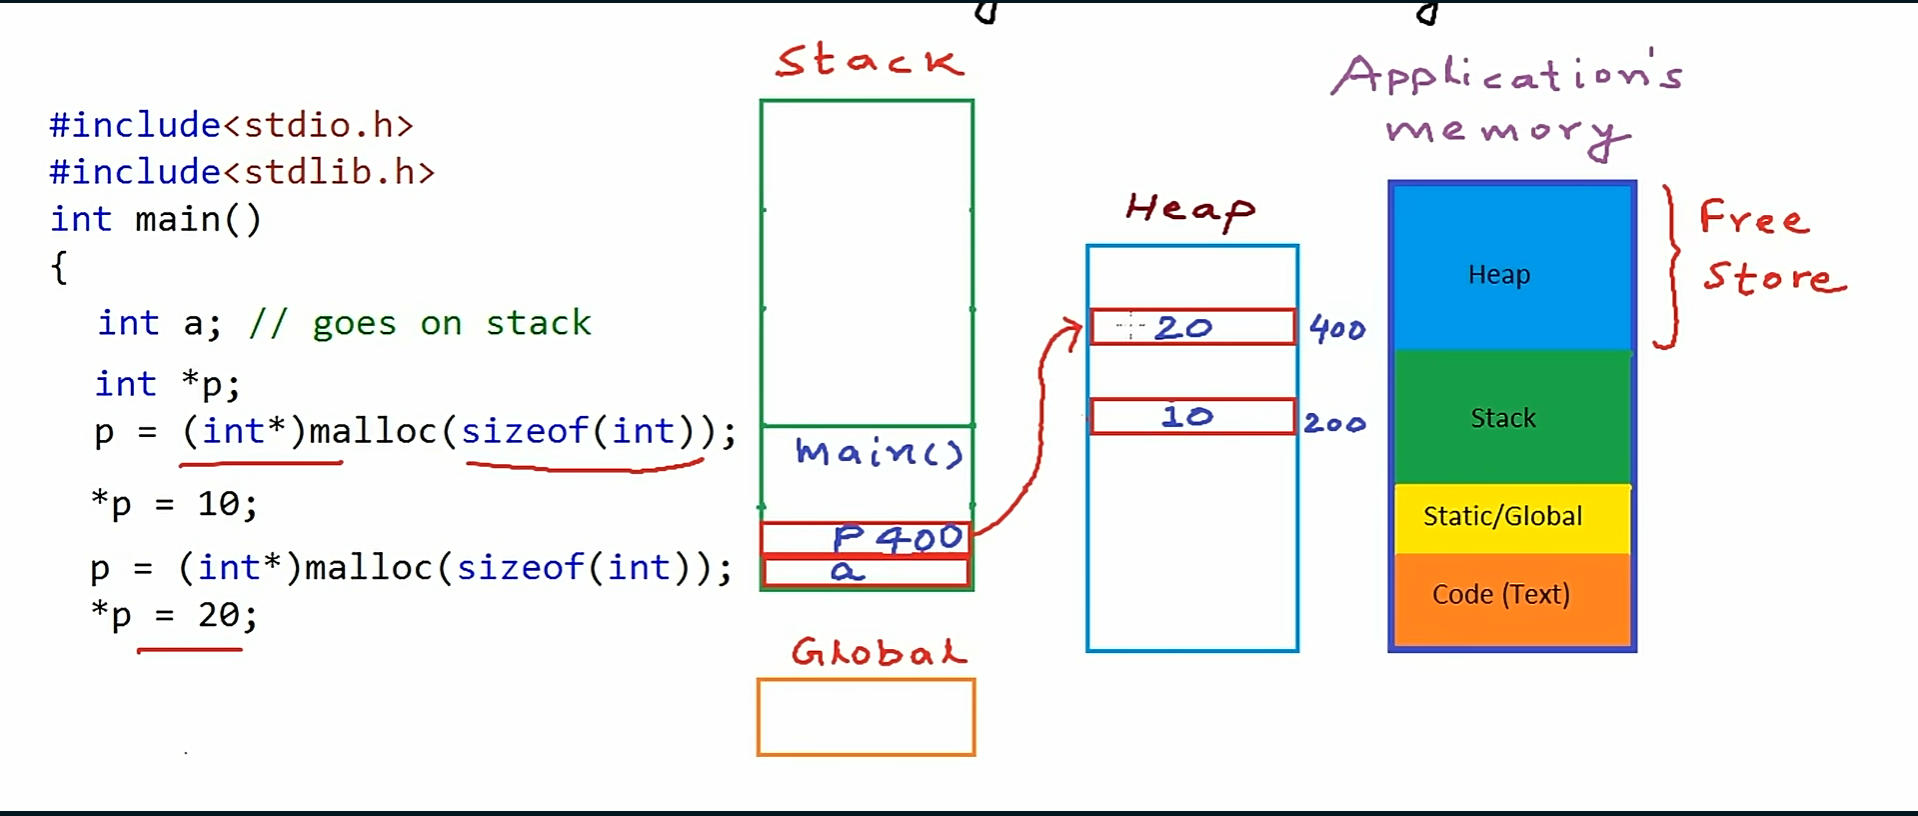 Stack
Application's
memory
#include<stdio.h>
#include<stdlib.h>
int main()
{
int a; // goes on stack
int *p;
p = (int*)malloc(sizeof(int));
*p = 10;
p = (int*)malloc(sizeof(int));
*p = 20;
main()
P 400
a
Global
Heap
20 400
10 200
Heap
Stack
Static/Global
Code (Text)
Free
Store